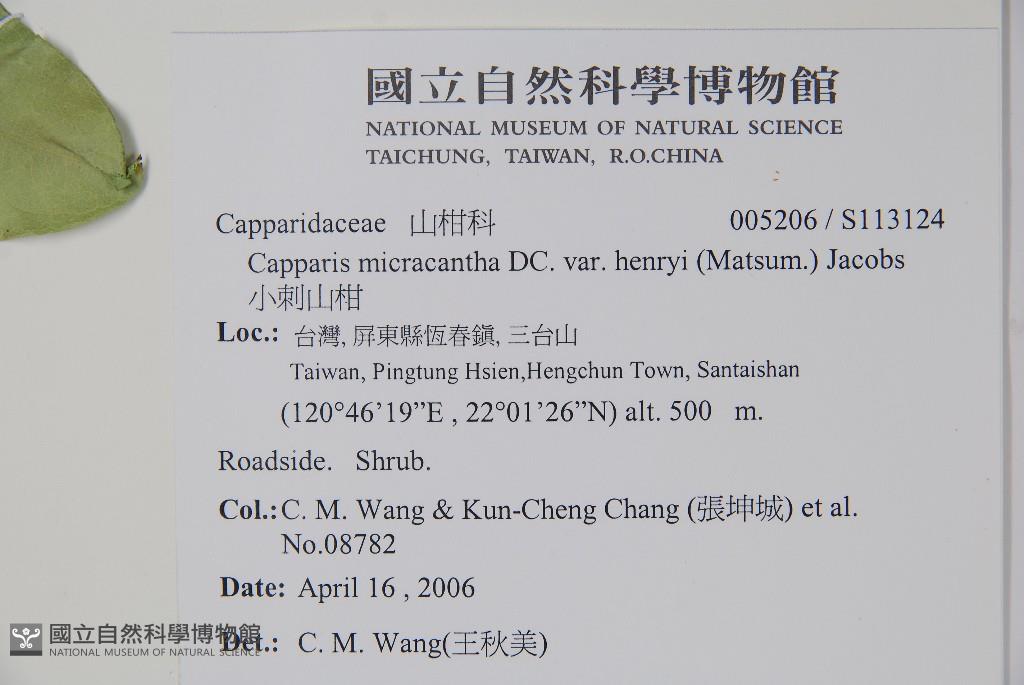 國立自然科學博物館
NATIONAL MUSEUM OF NATURAL SCIENCE
TAICHUNG, TAIWAN, R.O.CHINA
Capparidaceae 山柑科 005206 / S113124
Capparis micracantha DC. var. henryi (Matsum.) Jacobs
小刺山柑
Loc.: 台灣, 屏東縣恆春鎮, 三台山
Taiwan, Pingtung Hsien,Hengchun Town, Santaishan
(120°46’19”E , 22°01’26”N) alt. 500 m.
Roadside. Shrub.
Col.: C. M. Wang & Kun-Cheng Chang (張坤城) et al.
No.08782
Date: April 16 , 2006
Det.: C. M. Wang(王秋美)
國立自然科學博物館
NATIONAL MUSEUM OF NATURAL SCIENCE